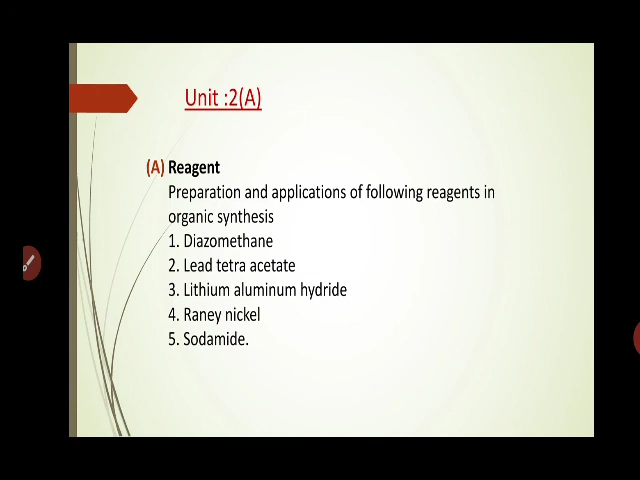 Unit :2(A)
(A) Reagent
Preparation and applications of following reagents in
organic synthesis
1. Diazomethane
2. Lead tetra acetate
3. Lithium aluminum hydride
4. Raney nickel
5. Sodamide.